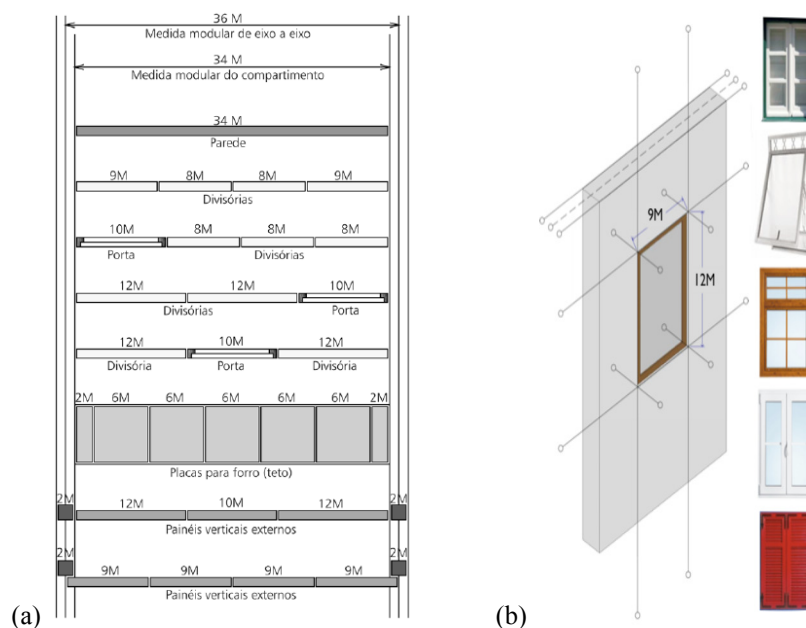 36 M
Medida modular de eixo a eixo
34 M
Medida modular do compartimento
34 M
Parede
9M 8M 8M 9M
Divisórias
10M 8M 8M 8M
Porta Divisórias
12M 12M 10M
Divisórias Porta
12M 10M 12M
Divisória Porta Divisória
2M 6M 6M 6M 6M 6M 2M
Placas para forro (teto)
2M 12M 10M 12M 2M
Painéis verticais externos
2M 9M 9M 9M 9M 2M
Painéis verticais externos
(a)
9M
12M
(b)